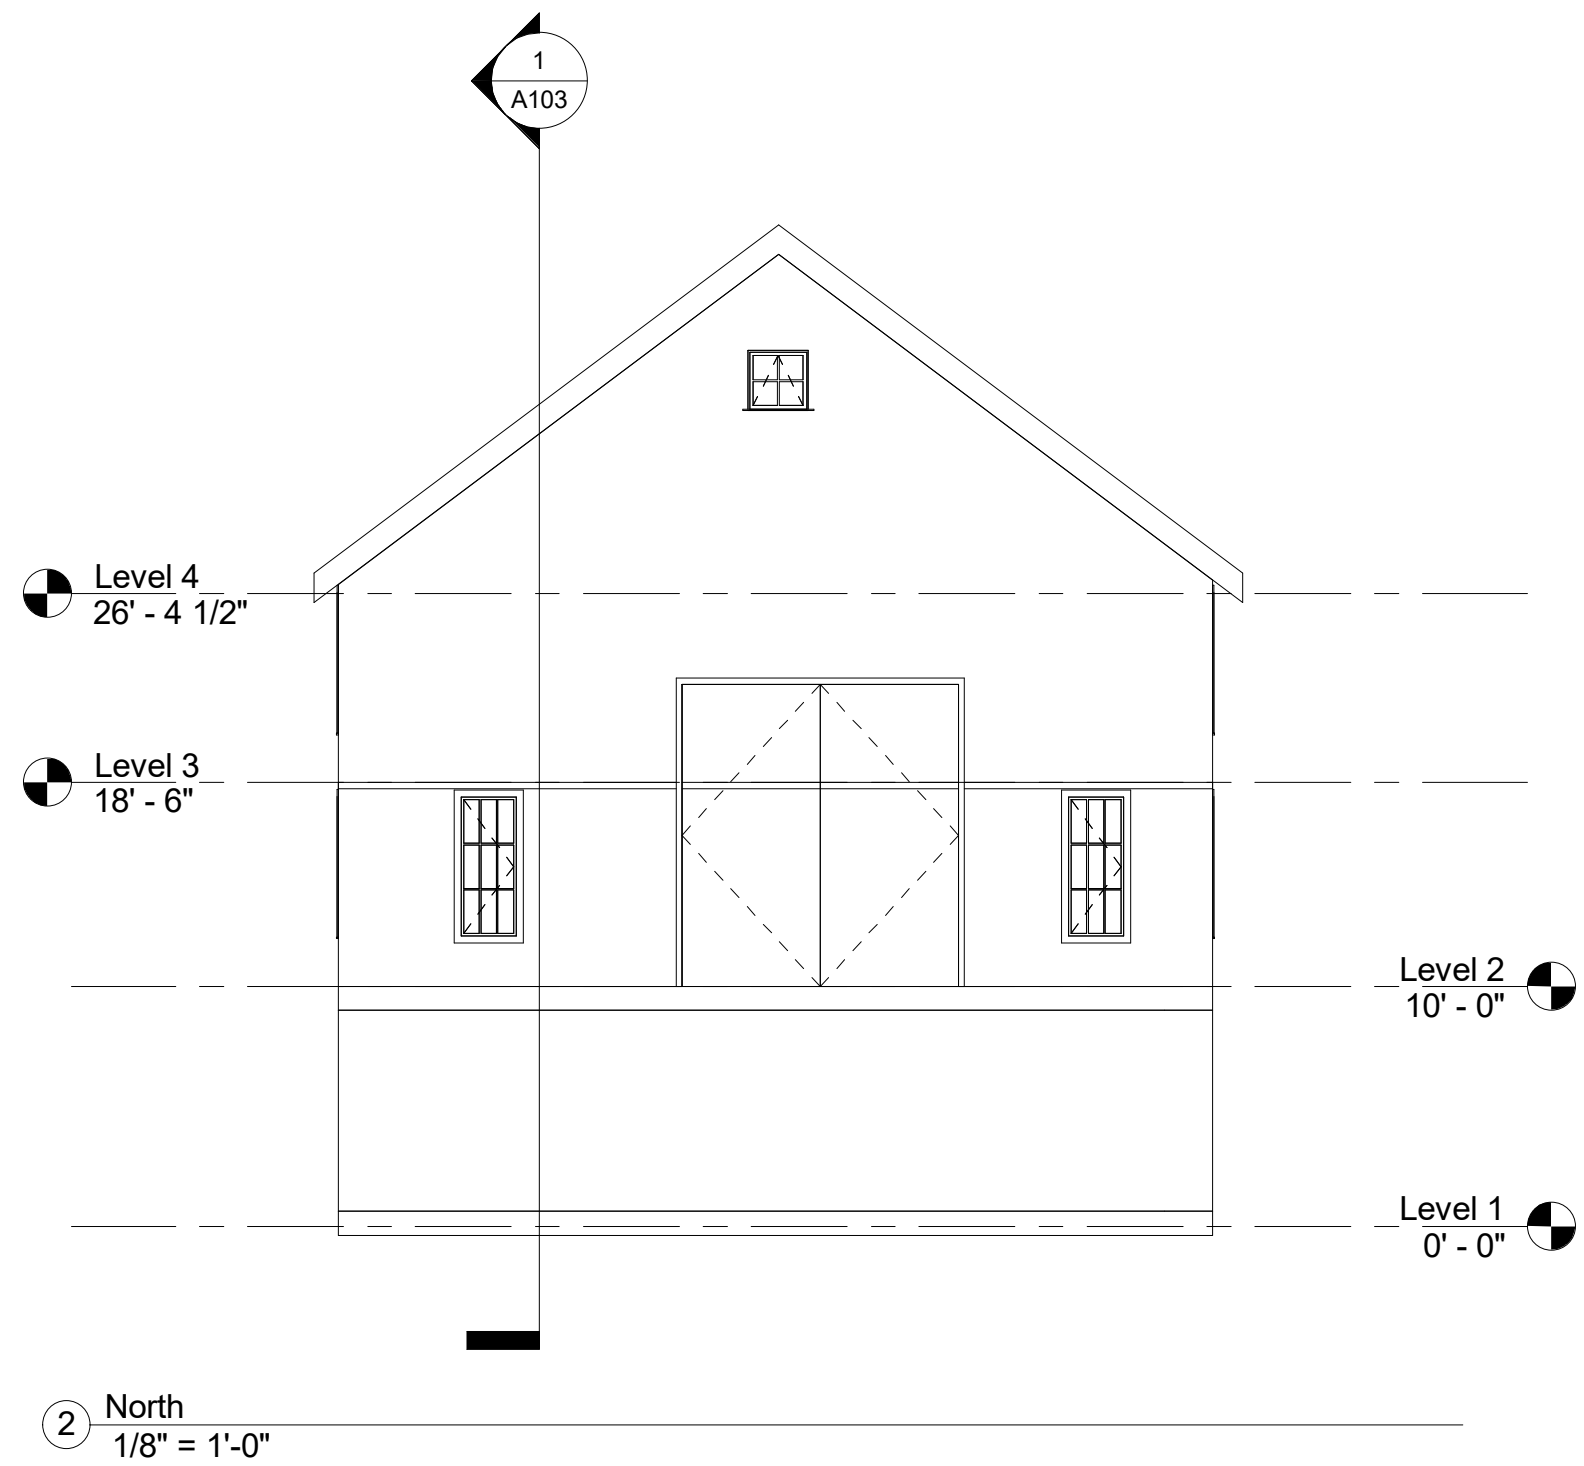 1
A103
Level 4
26' - 4 1/2"
Level 3
18' - 6"
Level 2
10' - 0"
Level 1
0' - 0"
2
North
1/8" = 1'-0"